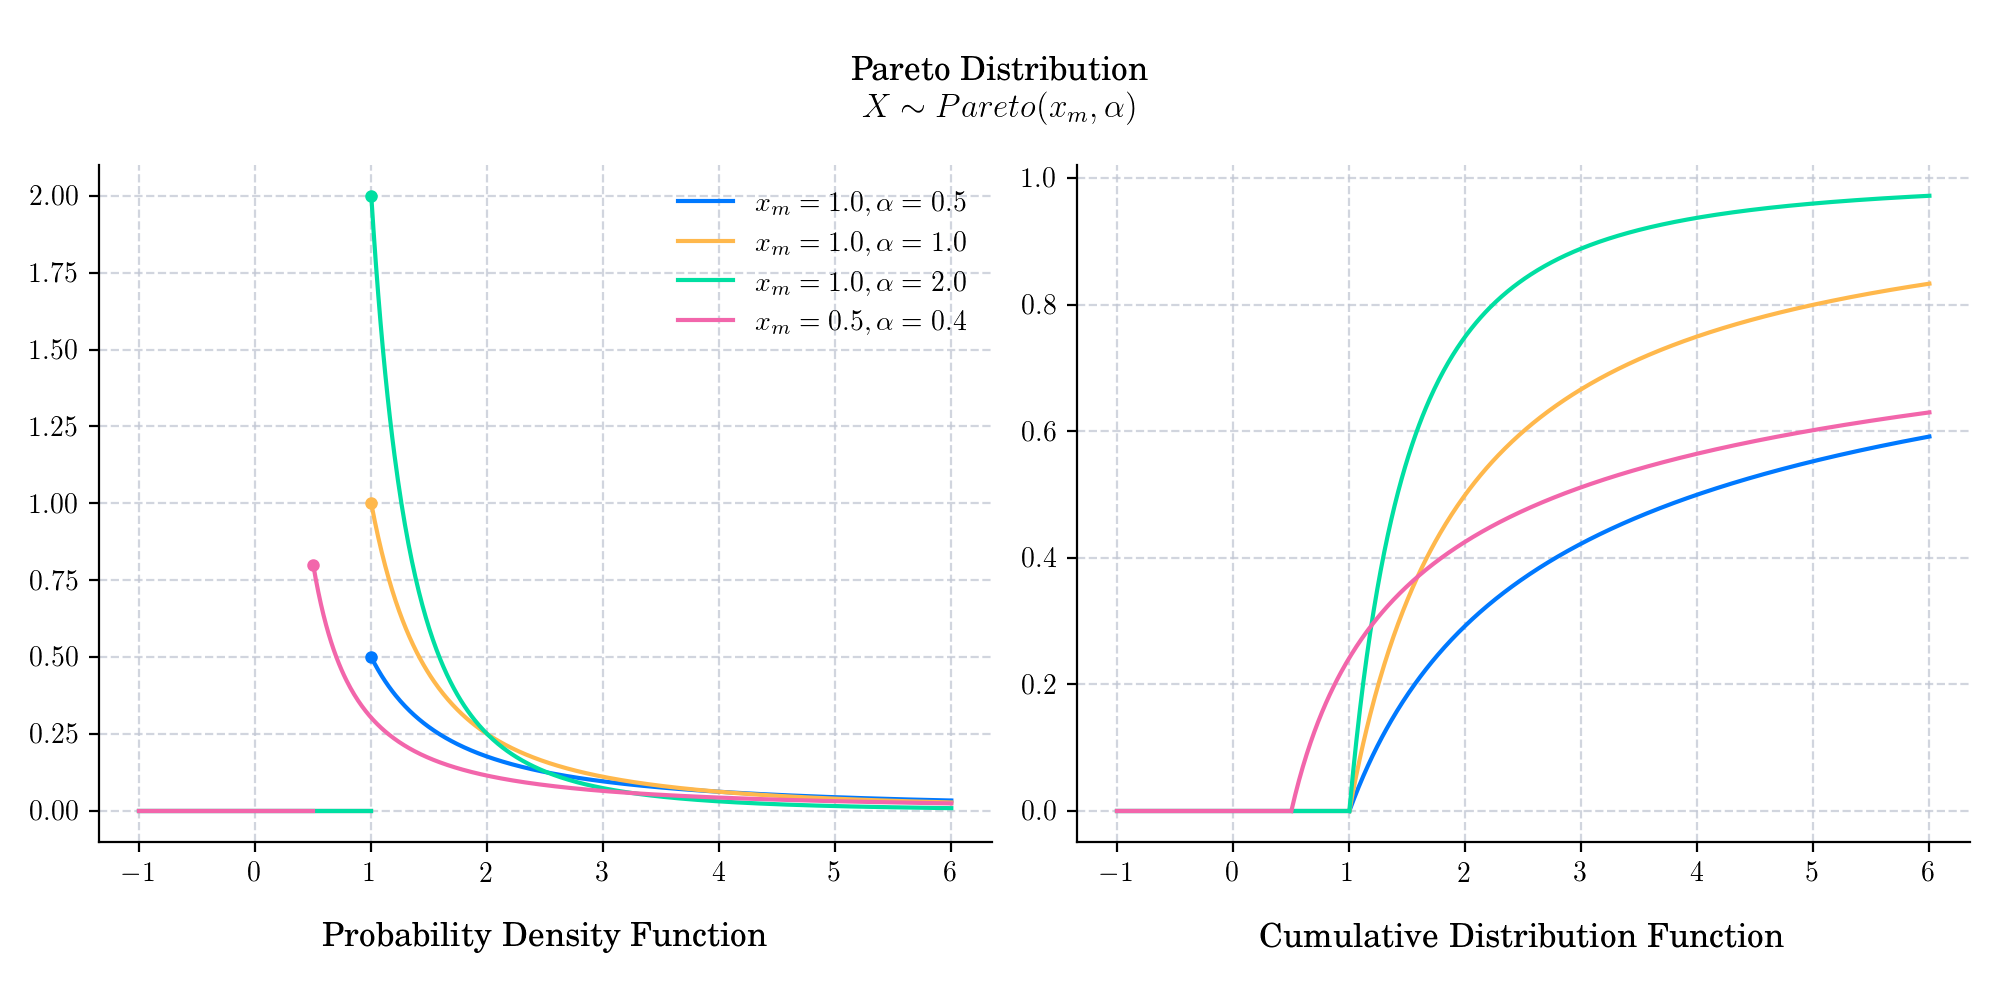 Pareto Distribution
X ∼ Pareto(x_m, α)
2.00
1.75
1.50
1.25
1.00
0.75
0.50
0.25
0.00
−1 0 1 2 3 4 5 6
x_m = 1.0, α = 0.5
x_m = 1.0, α = 1.0
x_m = 1.0, α = 2.0
x_m = 0.5, α = 0.4
Probability Density Function
1.0
0.8
0.6
0.4
0.2
0.0
−1 0 1 2 3 4 5 6
Cumulative Distribution Function